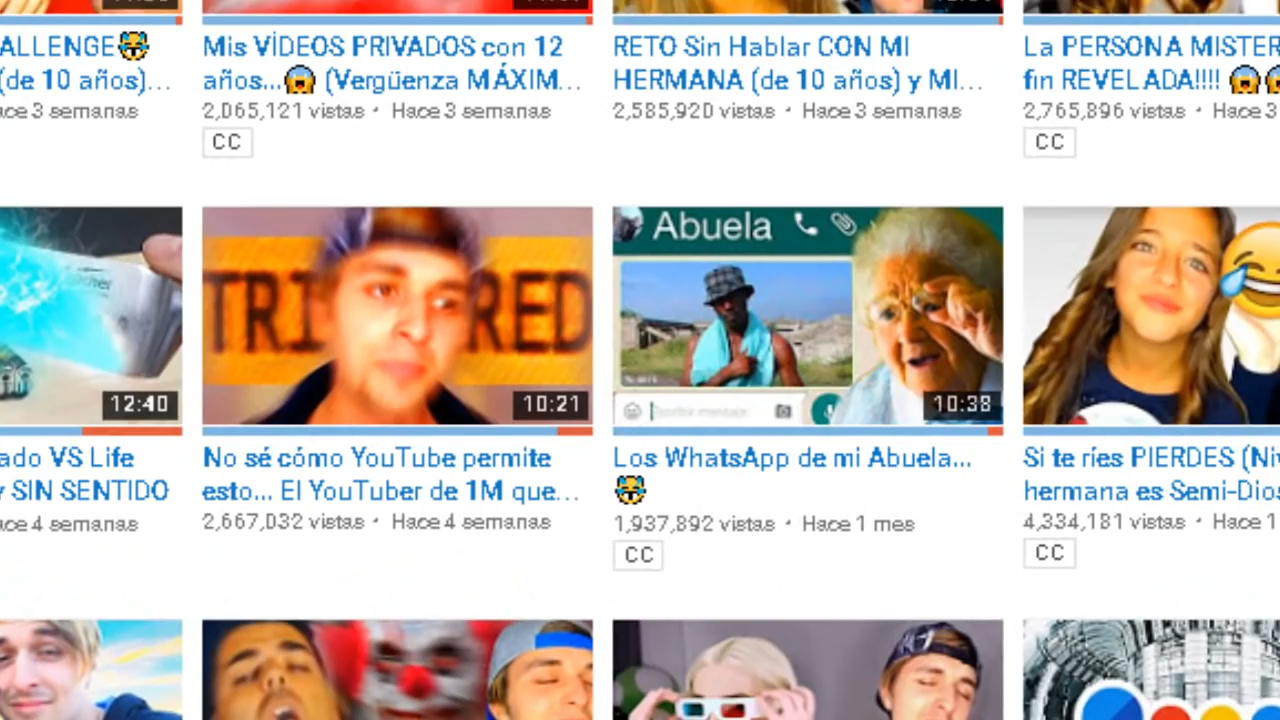 ALLENGE
(de 10 años)...
ace 3 semanas
Mis VÍDEOS PRIVADOS con 12
años... (Vergüenza MÁXIM...
2,065,121 vistas · Hace 3 semanas
CC
RETO Sin Hablar CON MI
HERMANA (de 10 años) y MI...
2,585,920 vistas · Hace 3 semanas
La PERSONA MISTER
fin REVELADA!!!!
2,765,896 vistas · Hace 3
CC
12:40
ado VS Life
y SIN SENTIDO
ace 4 semanas
TRI RED
10:21
No sé cómo YouTube permite
esto... El YouTuber de 1M que...
2,667,032 vistas · Hace 4 semanas
Abuela
10:38
Los WhatsApp de mi Abuela...
1,937,892 vistas · Hace 1 mes
CC
Si te ríes PIERDES (Niv
hermana es Semi-Dios
4,334,181 vistas · Hace 1
CC